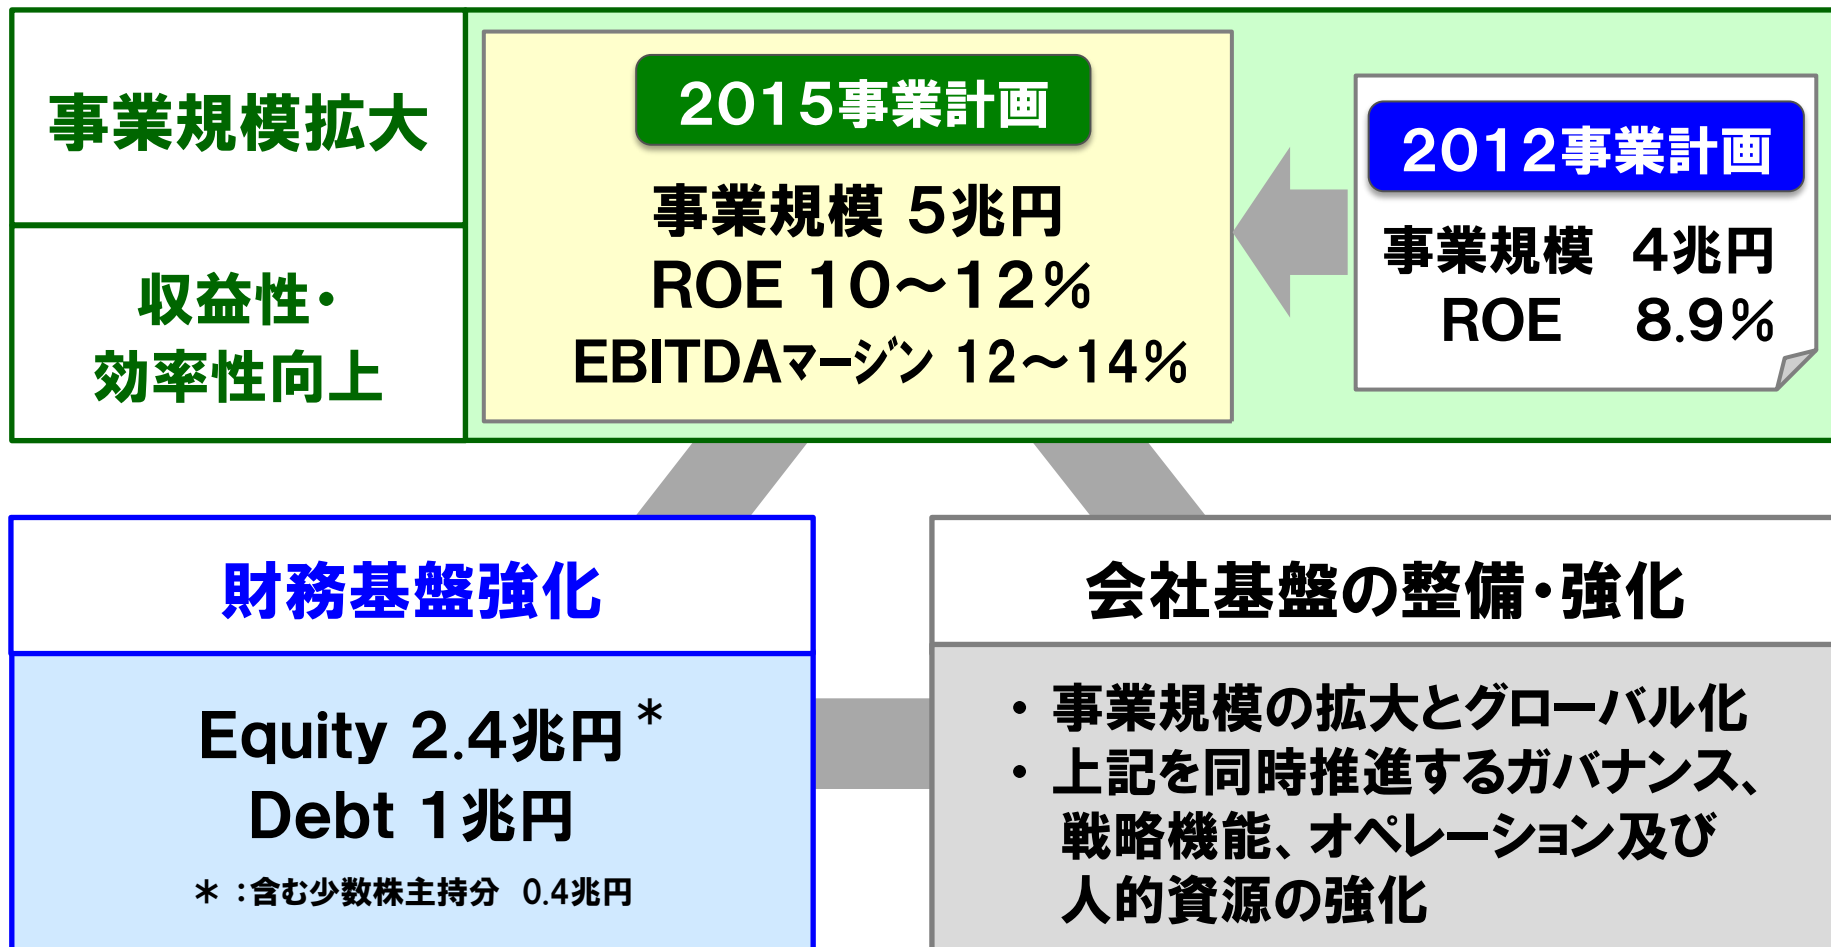 事業規模拡大
収益性・
効率性向上
2015事業計画
事業規模 5兆円
ROE 10～12%
EBITDAマージン 12～14%
2012事業計画
事業規模 4兆円
ROE 8.9%
財務基盤強化
Equity 2.4兆円*
Debt 1兆円
* :含む少数株主持分 0.4兆円
会社基盤の整備・強化
・ 事業規模の拡大とグローバル化
・ 上記を同時推進するガバナンス、
戦略機能、オペレーション及び
人的資源の強化